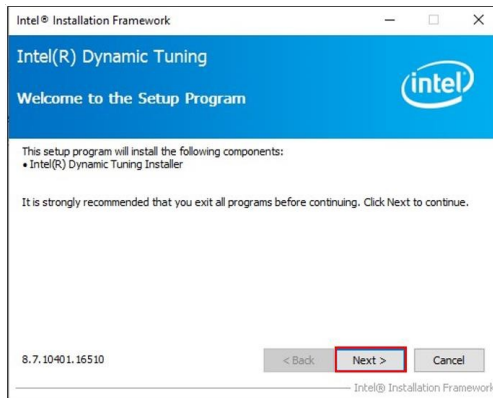 Intel® Installation Framework
Intel(R) Dynamic Tuning
Welcome to the Setup Program
intel
This setup program will install the following components:
• Intel(R) Dynamic Tuning Installer
It is strongly recommended that you exit all programs before continuing. Click Next to continue.
8.7.10401.16510
< Back
Next >
Cancel
Intel® Installation Framework